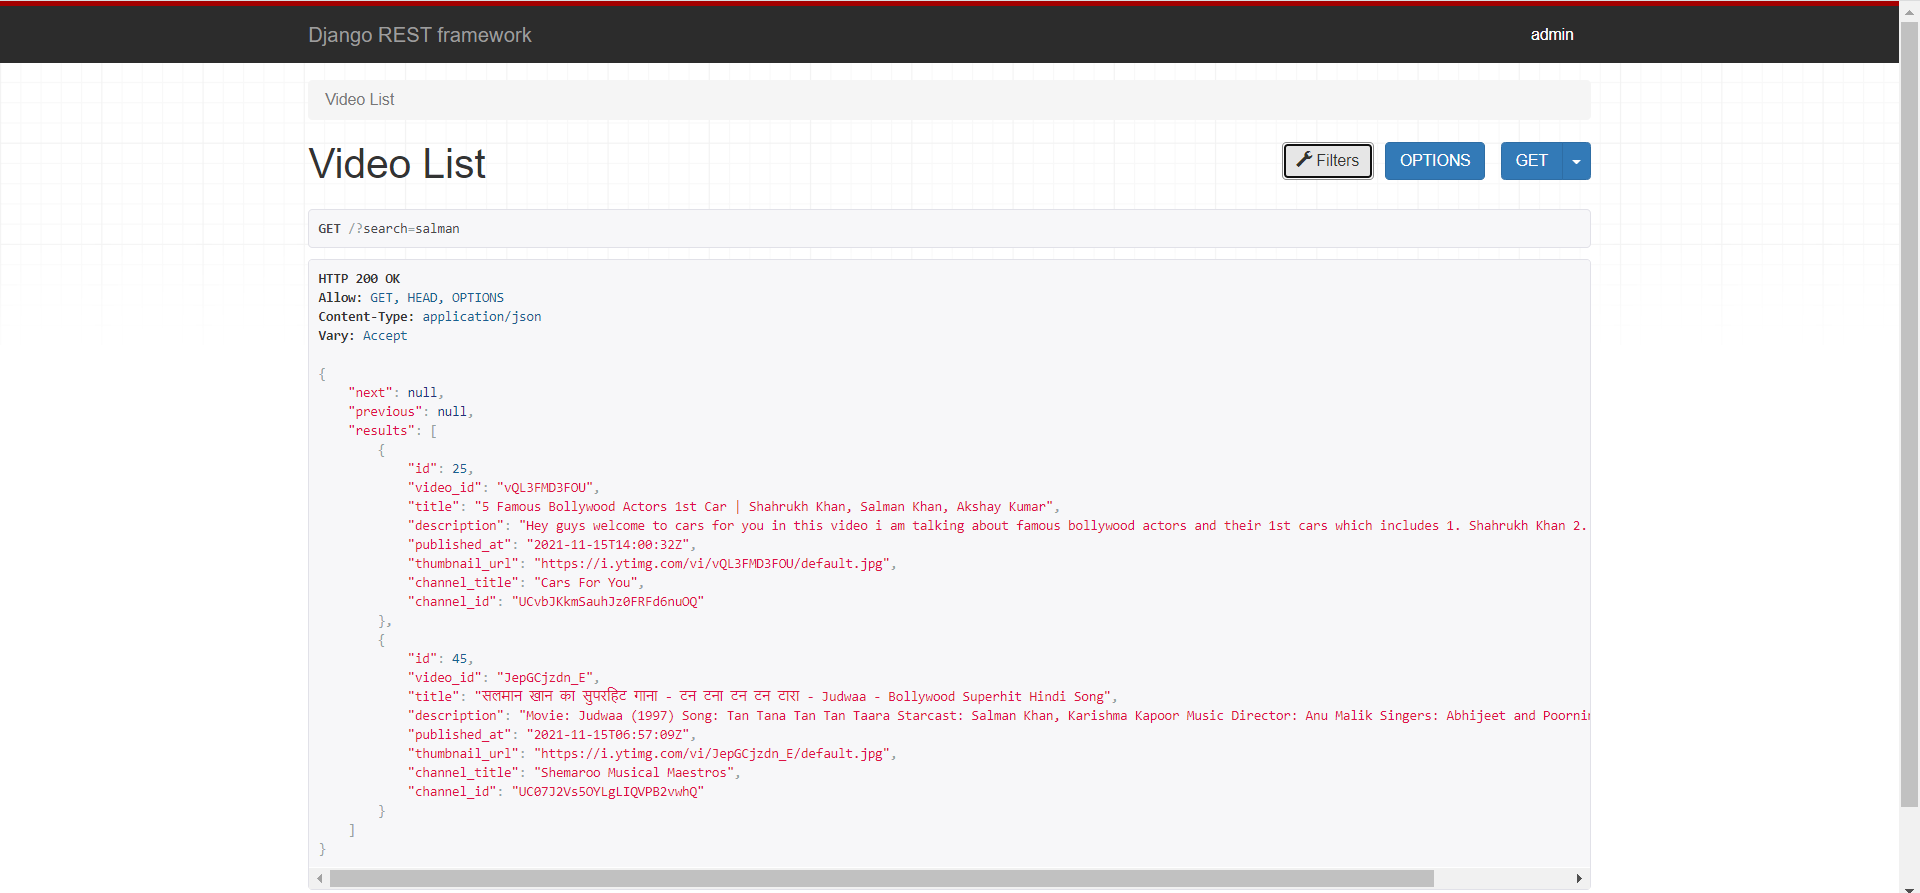 Django REST framework
admin
Video List
Video List
Filters
OPTIONS
GET
GET /?search=salman
HTTP 200 OK
Allow: GET, HEAD, OPTIONS
Content-Type: application/json
Vary: Accept
{
"next": null,
"previous": null,
"results": [
{
"id": 25,
"video_id": "vQL3FMD3FOU",
"title": "5 Famous Bollywood Actors 1st Car | Shahrukh Khan, Salman Khan, Akshay Kumar",
"description": "Hey guys welcome to cars for you in this video i am talking about famous bollywood actors and their 1st cars which includes 1. Shahrukh Khan 2.
"published_at": "2021-11-15T14:00:32Z",
"thumbnail_url": "https://i.ytimg.com/vi/vQL3FMD3FOU/default.jpg",
"channel_title": "Cars For You",
"channel_id": "UCvbJKkmSauhJz0FRFd6nuOQ"
},
{
"id": 45,
"video_id": "JepGCjzdn_E",
"title": "सलमान खान का सुपरहिट गाना - टन टना टन टन टारा - Judwaa - Bollywood Superhit Hindi Song",
"description": "Movie: Judwaa (1997) Song: Tan Tana Tan Tan Taara Starcast: Salman Khan, Karishma Kapoor Music Director: Anu Malik Singers: Abhijeet and
"published_at": "2021-11-15T06:57:09Z",
"thumbnail_url": "https://i.ytimg.com/vi/JepGCjzdn_E/default.jpg",
"channel_title": "Shemaroo Musical Maestros",
"channel_id": "UC07J2Vs5OYLgLIQVPB2vwhQ"
}
]
}